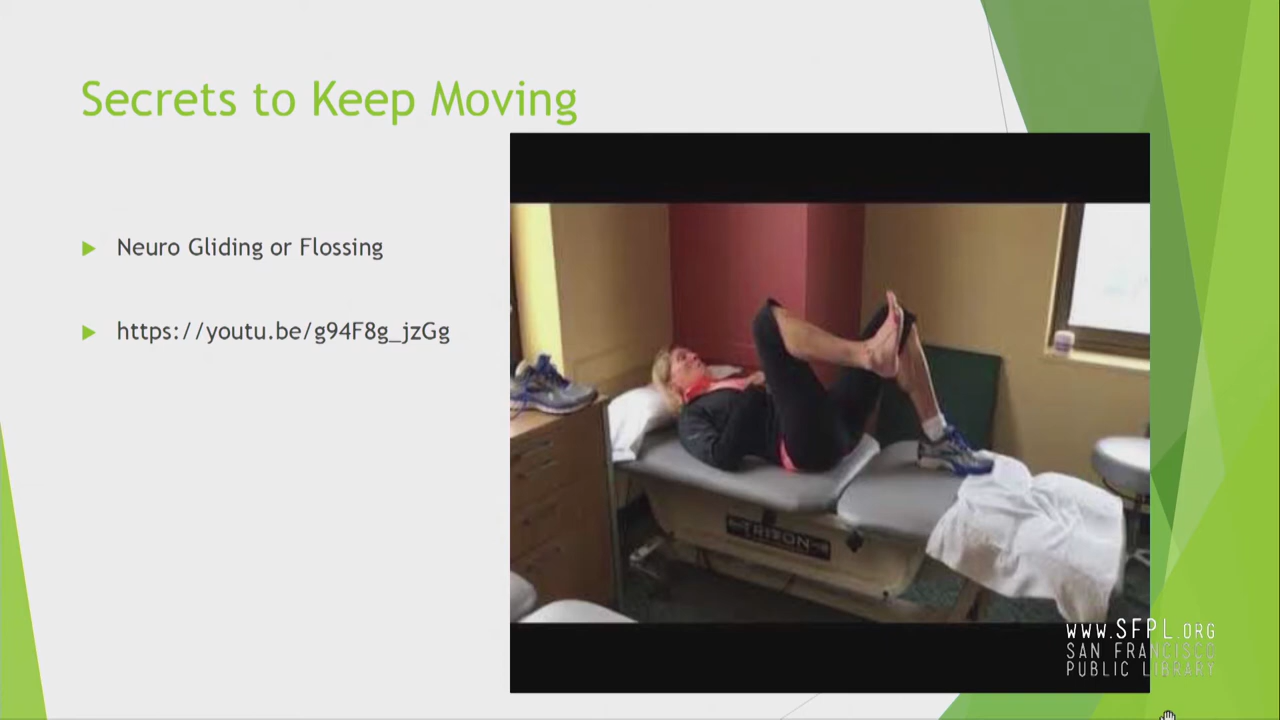 Secrets to Keep Moving
Neuro Gliding or Flossing
https://youtu.be/g94F8g_jzGg
TRITON
WWW.SFPL.ORG
SAN FRANCISCO
PUBLIC LIBRARY